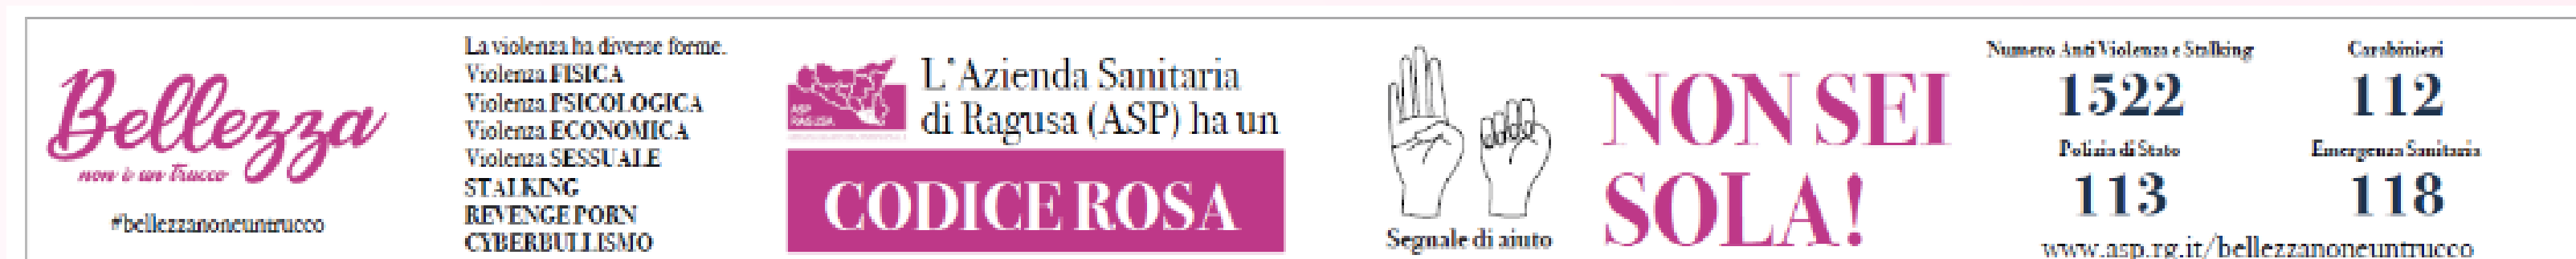 Bellezza
non è un trucco
#bellezzanoneuntrucco
La violenza ha diverse forme.
Violenza FISICA
Violenza PSICOLOGICA
Violenza ECONOMICA
Violenza SESSUALE
STALKING
REVENGE PORN
CYBERBULLISMO
ASP
RAGUSA
L'Azienda Sanitaria
di Ragusa (ASP) ha un
CODICE ROSA
Segnale di aiuto
NON SEI
SOLA!
Numero Anti Violenza e Stalking
1522
Carabinieri
112
Polizia di Stato
113
Emergenza Sanitaria
118
www.asp.rg.it/bellezzanoneuntrucco